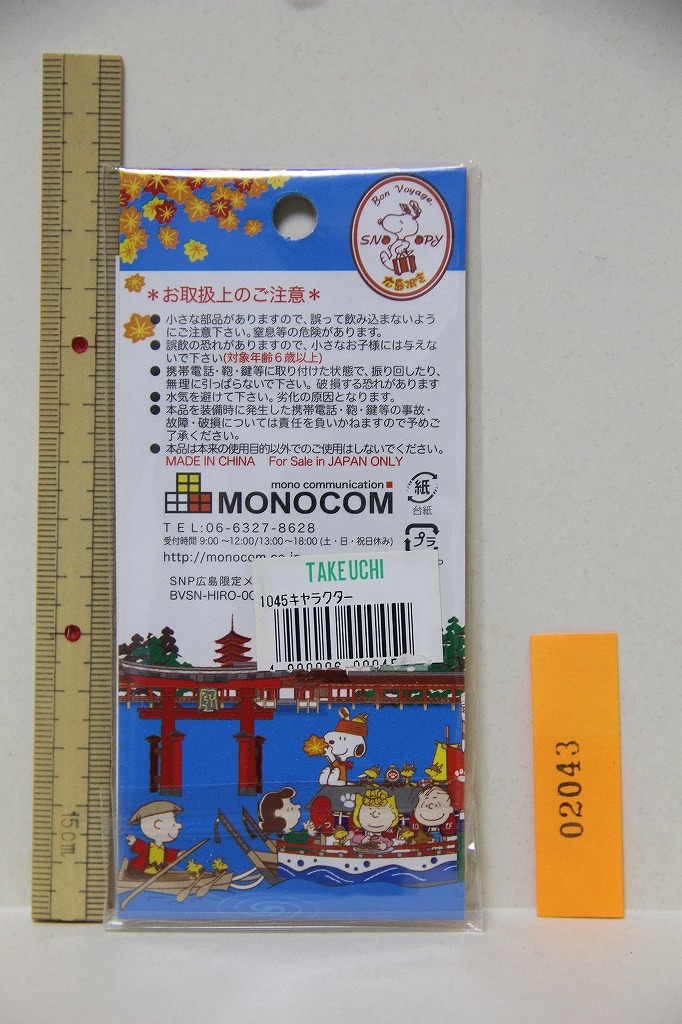 Bon Voyage,
SNOOPY
広島限定
＊お取扱上のご注意＊
● 小さな部品がありますので、誤って飲み込まないよう
にご注意下さい。窒息等の危険があります。
● 誤飲の恐れがありますので、小さなお子様には与えな
いで下さい(対象年齢６歳以上)
● 携帯電話・鞄・鍵等に取り付けた状態で、振り回したり、
無理に引っぱらないで下さい。破損する恐れがあります
● 水気を避けて下さい。劣化の原因となります。
● 本品を装備時に発生した携帯電話・鞄・鍵等の事故・
故障・破損については責任を負いかねますので予めご
了承ください。
● 本品は本来の使用目的以外でのご使用はしないでください。
MADE IN CHINA For Sale in JAPAN ONLY
mono communication
MONOCOM
紙
台紙
TEL:06-6327-8628
受付時間 9:00 〜12:00/13:00〜18:00 (土・日・祝日休み)
プラ
http://monocom.co.jp
SNP広島限定メ
BVSN-HIRO-00
TAKEUCHI
1045キャラクター
15cm
02043